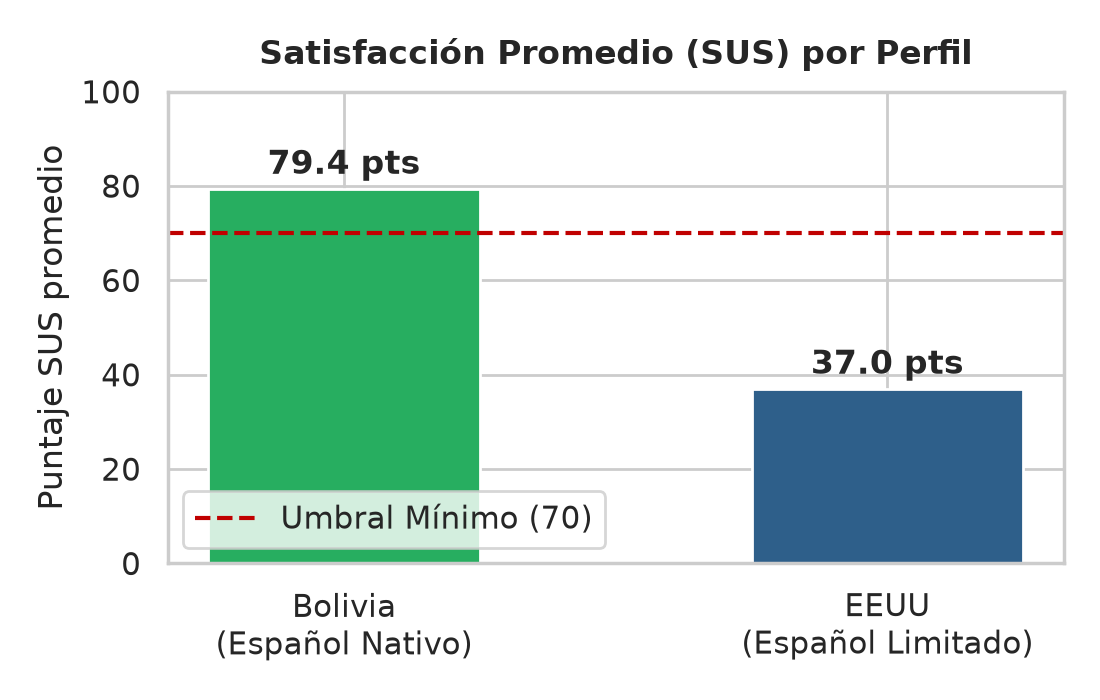 Satisfacción Promedio (SUS) por Perfil
Puntaje SUS promedio
100
80
60
40
20
0
79.4 pts
37.0 pts
Umbral Mínimo (70)
Bolivia
(Español Nativo)
EEUU
(Español Limitado)